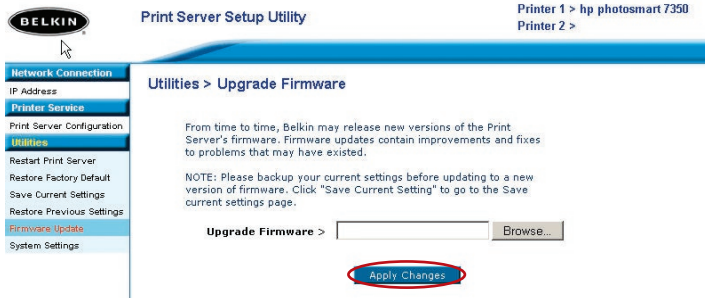 BELKIN
Print Server Setup Utility
Printer 1 > hp photosmart 7350
Printer 2 >
Network Connection
IP Address
Printer Service
Print Server Configuration
Utilities
Restart Print Server
Restore Factory Default
Save Current Settings
Restore Previous Settings
Firmware Update
System Settings
Utilities > Upgrade Firmware
From time to time, Belkin may release new versions of the Print
Server's firmware. Firmware updates contain improvements and fixes
to problems that may have existed.
NOTE: Please backup your current settings before updating to a new
version of firmware. Click "Save Current Setting" to go to the Save
current settings page.
Upgrade Firmware > Browse...
Apply Changes